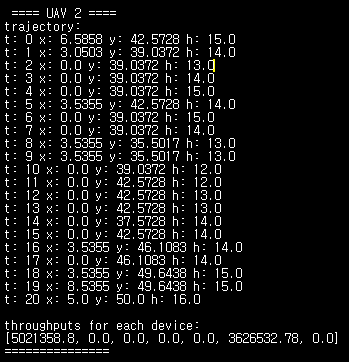 ==== UAV 2 ====
trajectory:
t: 0 x: 6.5858 y: 42.5728 h: 15.0
t: 1 x: 3.0503 y: 39.0372 h: 14.0
t: 2 x: 0.0 y: 39.0372 h: 13.0
t: 3 x: 0.0 y: 39.0372 h: 14.0
t: 4 x: 0.0 y: 39.0372 h: 15.0
t: 5 x: 3.5355 y: 42.5728 h: 14.0
t: 6 x: 0.0 y: 39.0372 h: 15.0
t: 7 x: 0.0 y: 39.0372 h: 14.0
t: 8 x: 3.5355 y: 35.5017 h: 13.0
t: 9 x: 3.5355 y: 35.5017 h: 13.0
t: 10 x: 0.0 y: 39.0372 h: 12.0
t: 11 x: 0.0 y: 42.5728 h: 12.0
t: 12 x: 0.0 y: 42.5728 h: 13.0
t: 13 x: 0.0 y: 42.5728 h: 13.0
t: 14 x: 0.0 y: 37.5728 h: 14.0
t: 15 x: 0.0 y: 42.5728 h: 13.0
t: 16 x: 3.5355 y: 46.1083 h: 14.0
t: 17 x: 0.0 y: 46.1083 h: 14.0
t: 18 x: 3.5355 y: 49.6438 h: 15.0
t: 19 x: 8.5355 y: 49.6438 h: 15.0
t: 20 x: 5.0 y: 50.0 h: 16.0
throughputs for each device:
[5021358.8, 0.0, 0.0, 0.0, 0.0, 3626532.78, 0.0]
===============